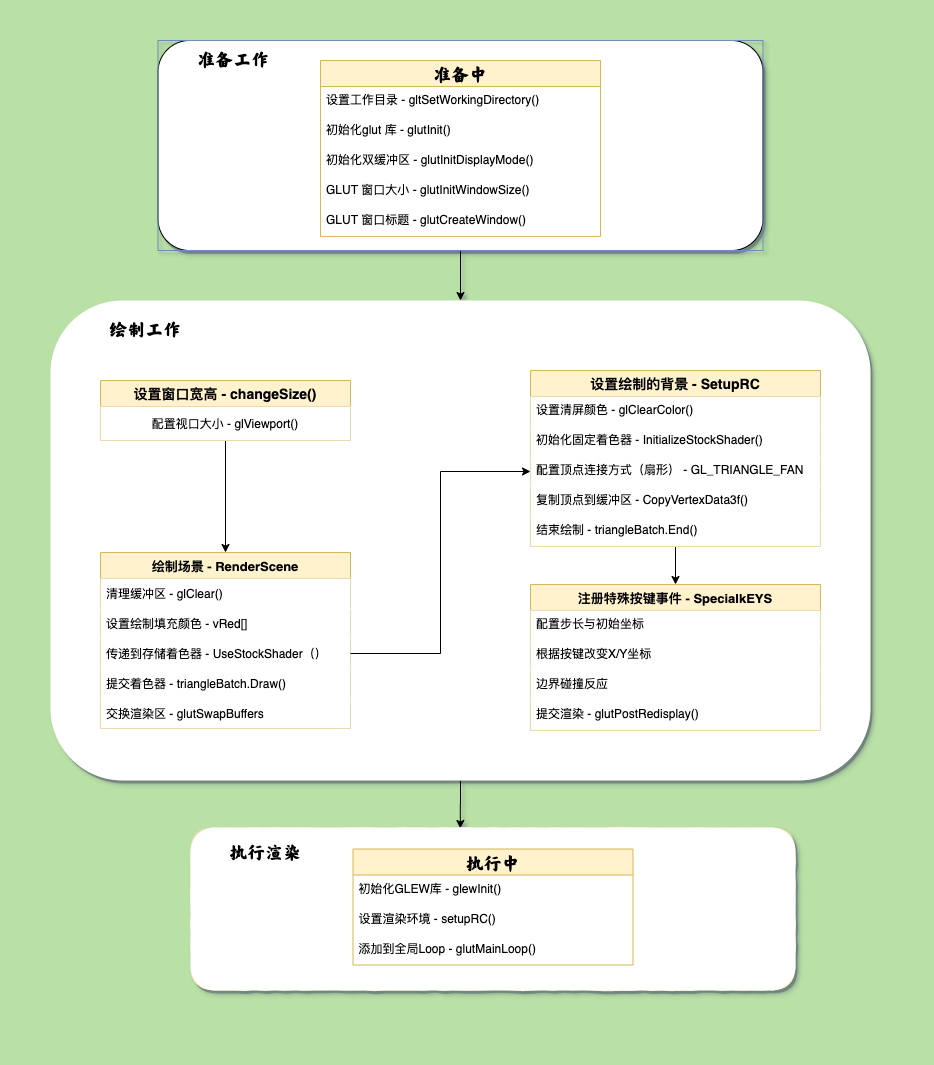 准备工作
准备中
设置工作目录 - gltSetWorkingDirectory()
初始化glut 库 - glutInit()
初始化双缓冲区 - glutInitDisplayMode()
GLUT 窗口大小 - glutInitWindowSize()
GLUT 窗口标题 - glutCreateWindow()
绘制工作
设置窗口宽高 - changeSize()
配置视口大小 - glViewport()
绘制场景 - RenderScene
清理缓冲区 - glClear()
设置绘制填充颜色 - vRed[]
传递到存储着色器 - UseStockShader（）
提交着色器 - triangleBatch.Draw()
交换渲染区 - glutSwapBuffers
设置绘制的背景 - SetupRC
设置清屏颜色 - glClearColor()
初始化固定着色器 - InitializeStockShader()
配置顶点连接方式（扇形） - GL_TRIANGLE_FAN
复制顶点到缓冲区 - CopyVertexData3f()
结束绘制 - triangleBatch.End()
注册特殊按键事件 - SpecialkEYS
配置步长与初始坐标
根据按键改变X/Y坐标
边界碰撞反应
提交渲染 - glutPostRedisplay()
执行渲染
执行中
初始化GLEW库 - glewInit()
设置渲染环境 - setupRC()
添加到全局Loop - glutMainLoop()